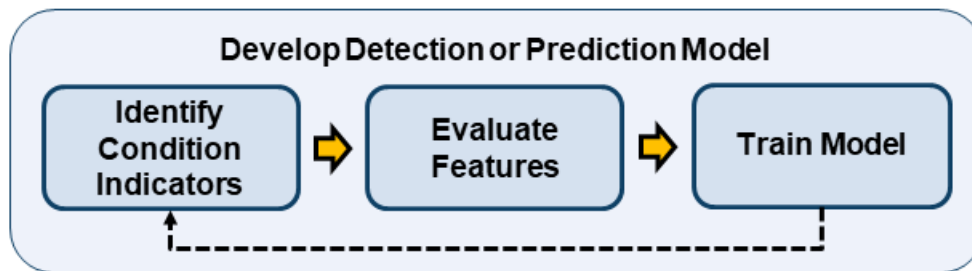 Develop Detection or Prediction Model
Identify
Condition
Indicators
Evaluate
Features
Train Model